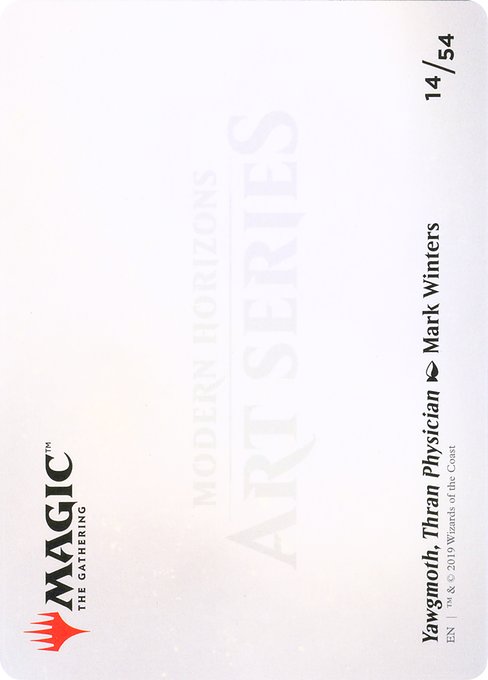 14/54
MODERN HORIZONS
ART SERIES
MAGIC™
THE GATHERING
Yawgmoth, Thran Physician Mark Winters
EN | ™ & © 2019 Wizards of the Coast